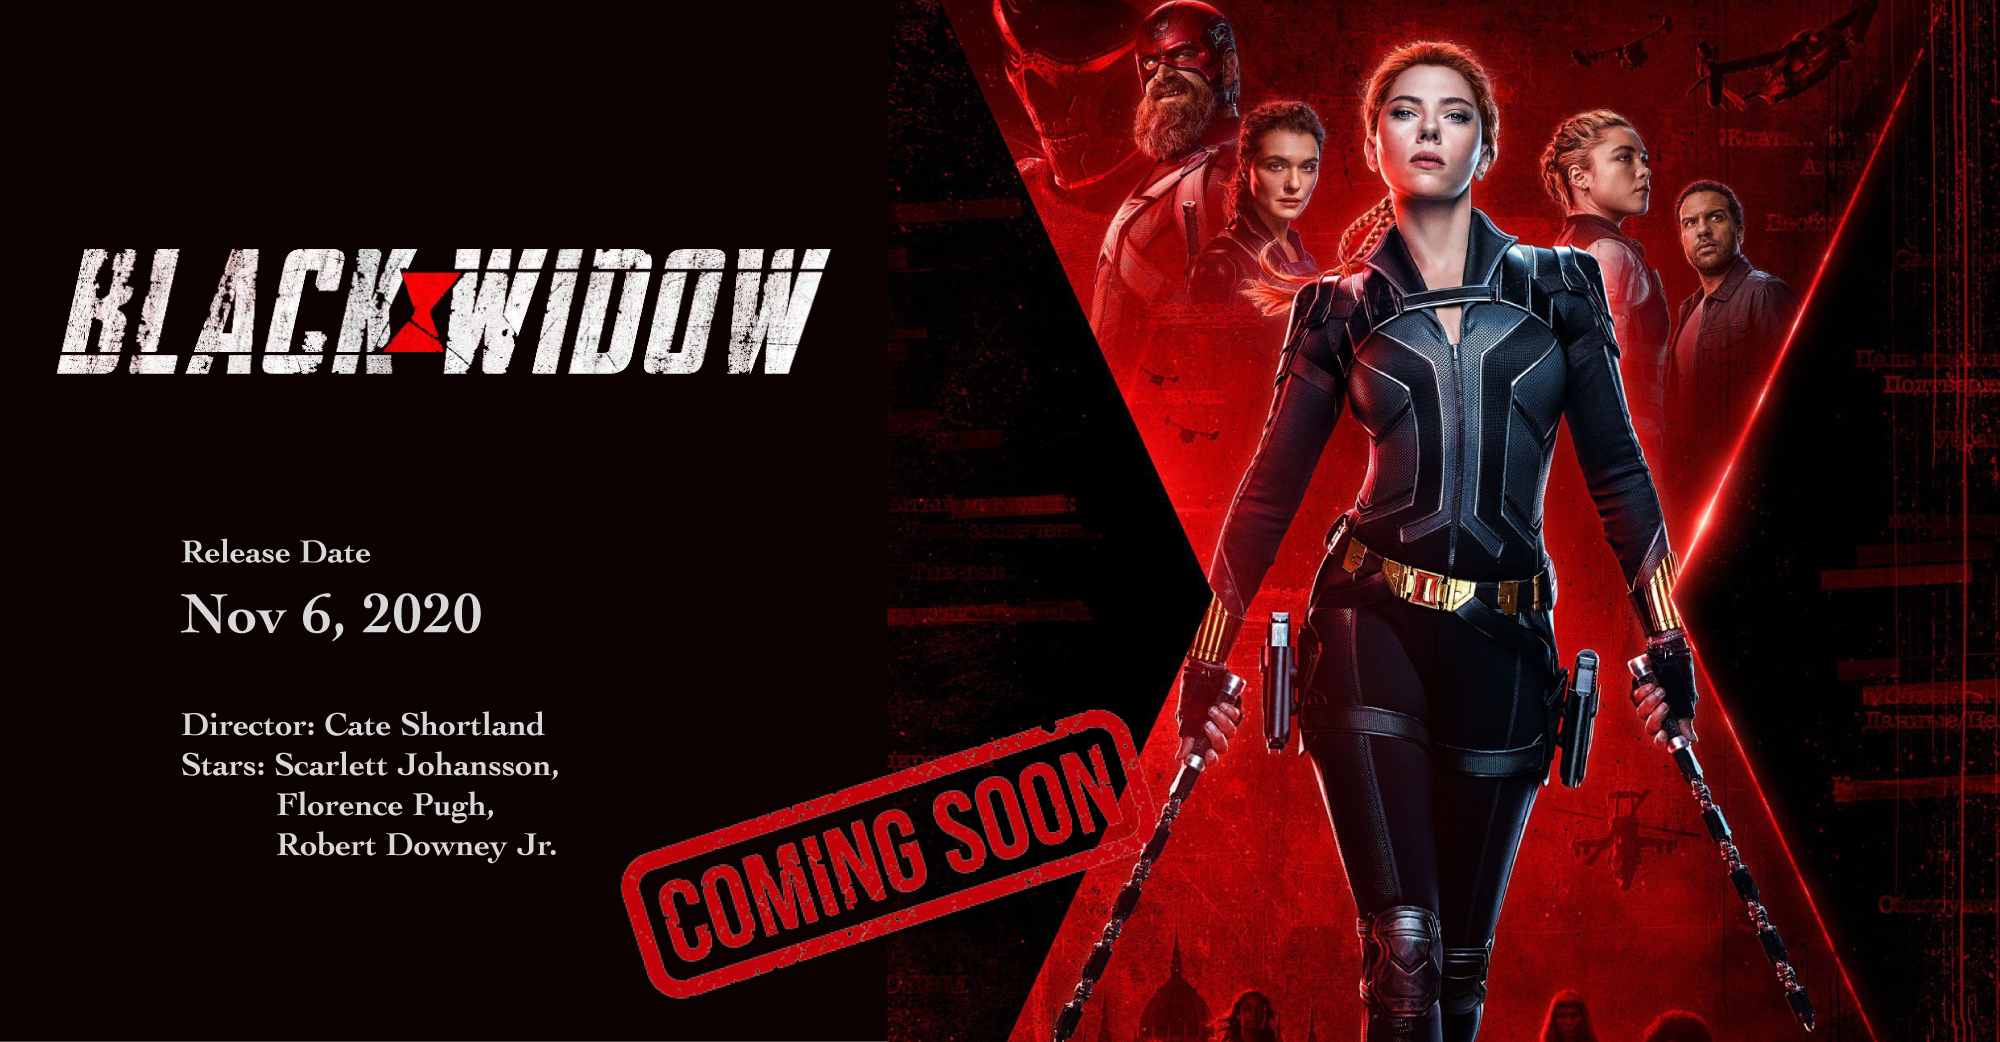 BLACK WIDOW
Release Date
Nov 6, 2020
Director: Cate Shortland
Stars: Scarlett Johansson,
Florence Pugh,
Robert Downey Jr.
COMING SOON